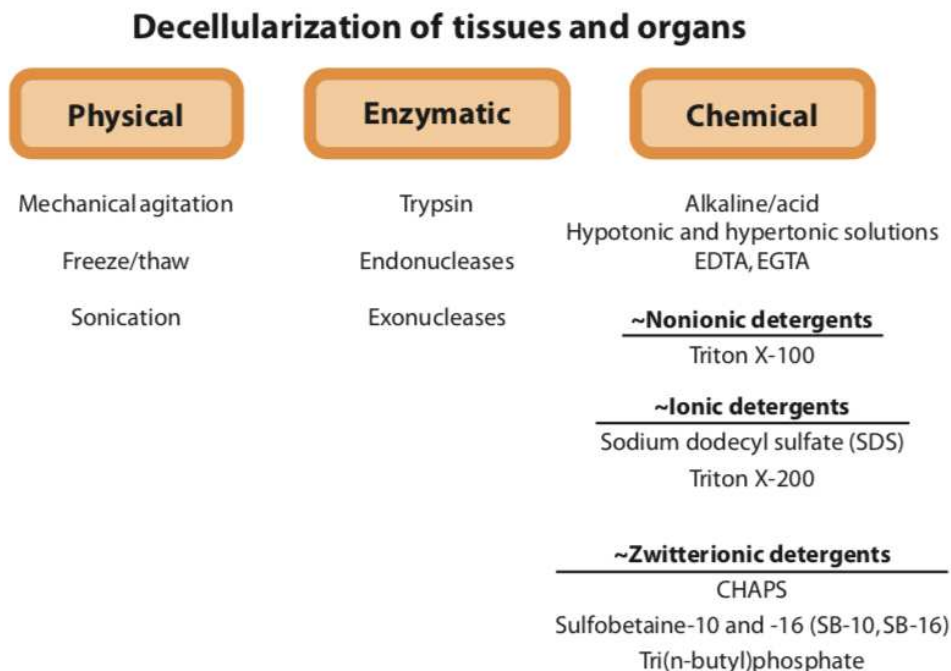 Decellularization of tissues and organs
Physical
Mechanical agitation
Freeze/thaw
Sonication
Enzymatic
Trypsin
Endonucleases
Exonucleases
Chemical
Alkaline/acid
Hypotonic and hypertonic solutions
EDTA, EGTA
~Nonionic detergents
Triton X-100
~Ionic detergents
Sodium dodecyl sulfate (SDS)
Triton X-200
~Zwitterionic detergents
CHAPS
Sulfobetaine-10 and -16 (SB-10, SB-16)
Tri(n-butyl)phosphate